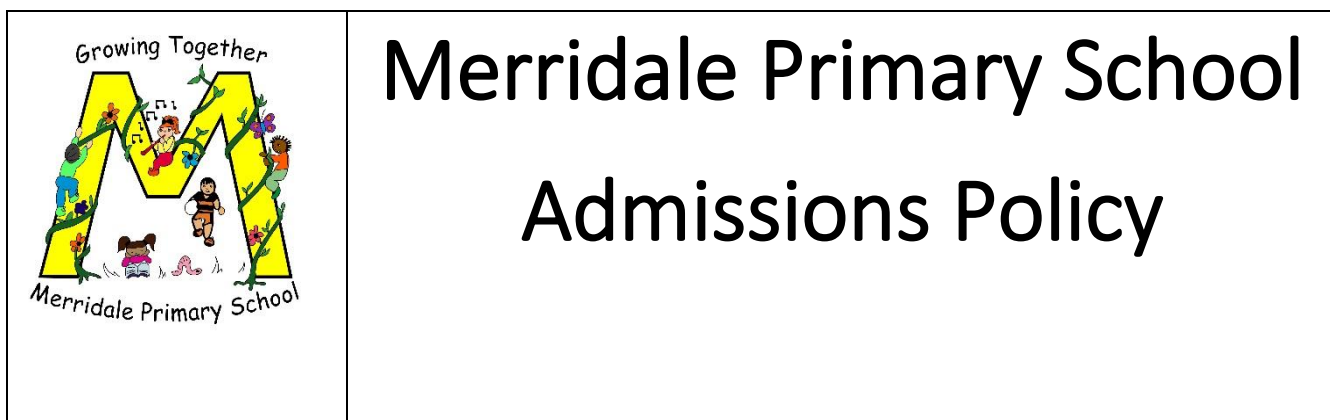 Growing Together
Merridale Primary School
Merridale Primary School
Admissions Policy